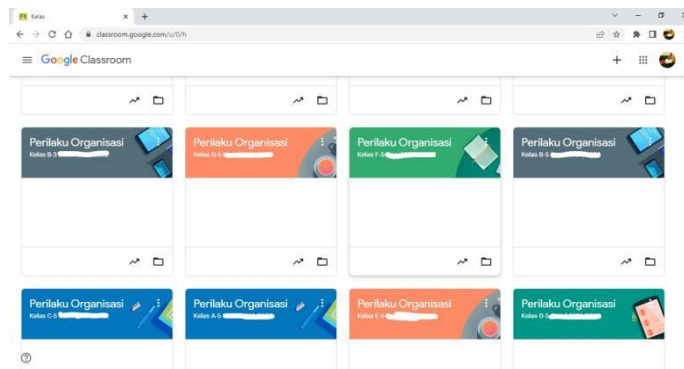 Kelas
classroom.google.com/u/0/h
Google Classroom
Perilaku Organisasi
Kelas B-3
Perilaku Organisasi
Kelas G-5
Perilaku Organisasi
Kelas F-5
Perilaku Organisasi
Kelas B-5
Perilaku Organisasi
Kelas C-5
Perilaku Organisasi
Kelas A-5
Perilaku Organisasi
Kelas E-5
Perilaku Organisasi
Kelas D-5